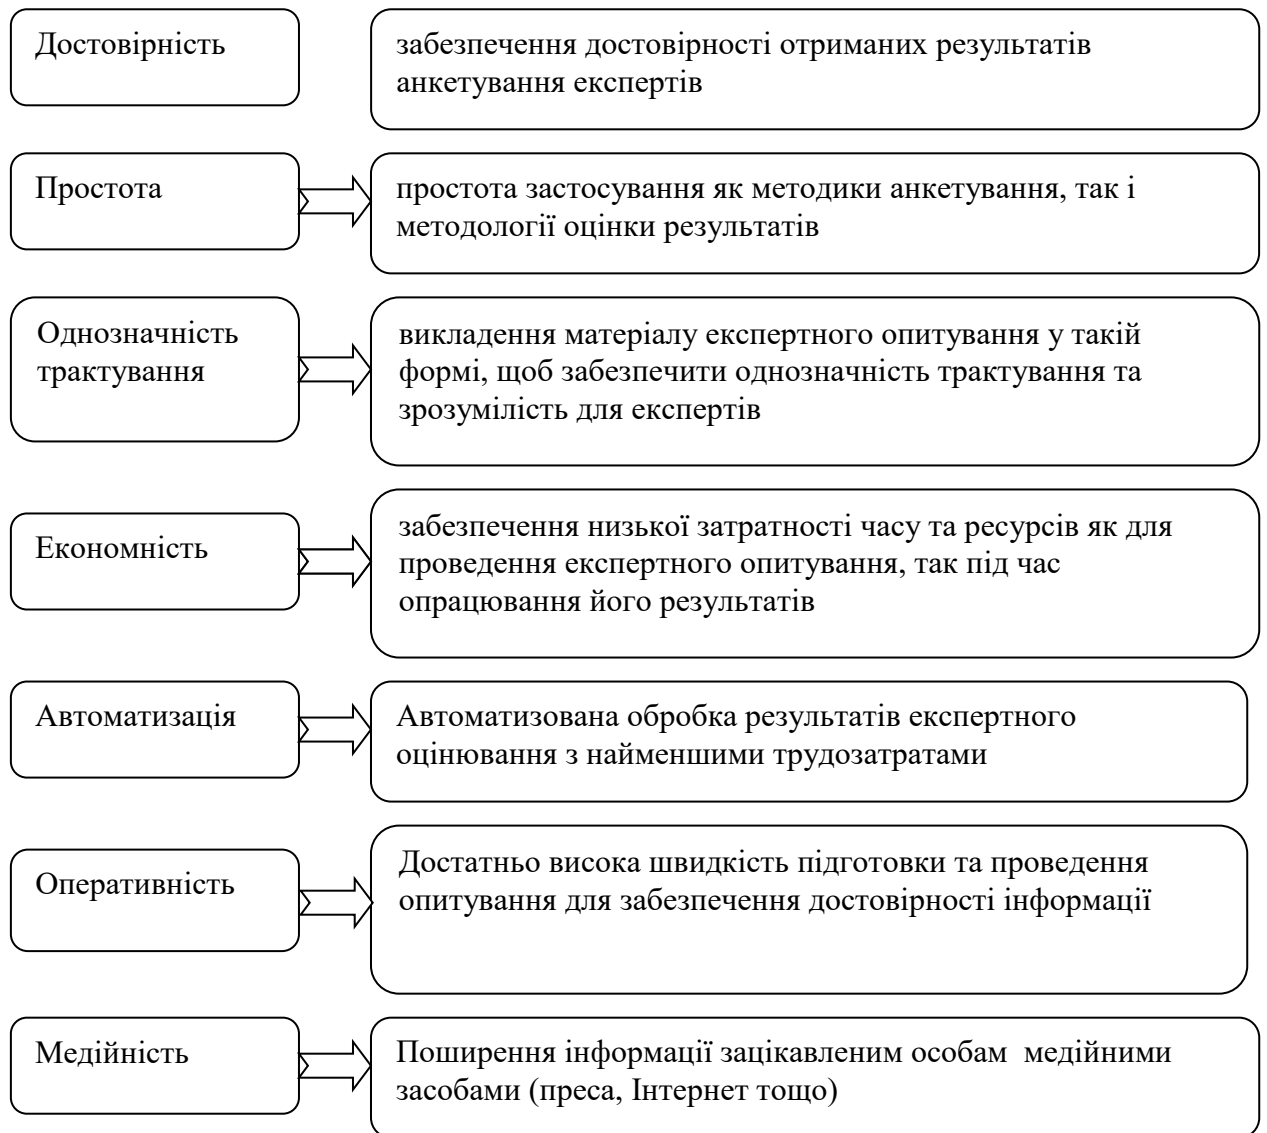 Достовірність
забезпечення достовірності отриманих результатів
анкетування експертів
Простота
простота застосування як методики анкетування, так і
методології оцінки результатів
Однозначність
трактування
викладення матеріалу експертного опитування у такій
формі, щоб забезпечити однозначність трактування та
зрозумілість для експертів
Економність
забезпечення низької затратності часу та ресурсів як для
проведення експертного опитування, так під час
опрацювання його результатів
Автоматизація
Автоматизована обробка результатів експертного
оцінювання з найменшими трудозатратами
Оперативність
Достатньо висока швидкість підготовки та проведення
опитування для забезпечення достовірності інформації
Медійність
Поширення інформації зацікавленим особам  медійними
засобами (преса, Інтернет тощо)